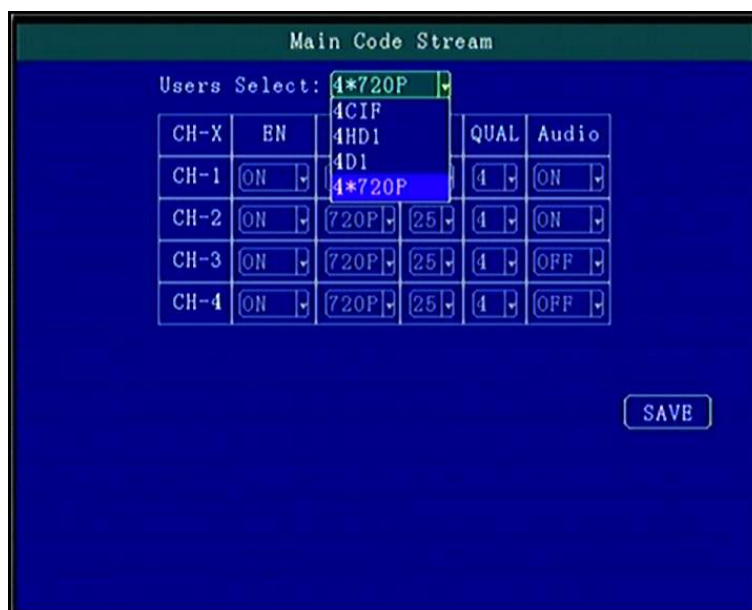 Main Code Stream
Users Select: 4*720P
4CIF
4HD1
4D1
4*720P
CH-X EN QUAL Audio
CH-1 ON 4 ON
CH-2 ON 720P 25 4 ON
CH-3 ON 720P 25 4 OFF
CH-4 ON 720P 25 4 OFF
SAVE